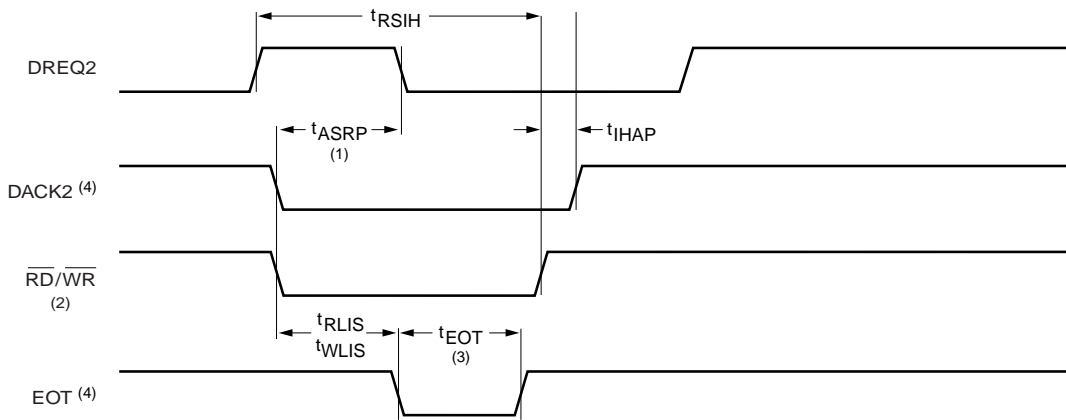 tRSIH
DREQ2
tASRP
(1)
tIHAP
DACK2 (4)
RD/WR
(2)
tRLIS
tWLIS
tEOT
(3)
EOT (4)